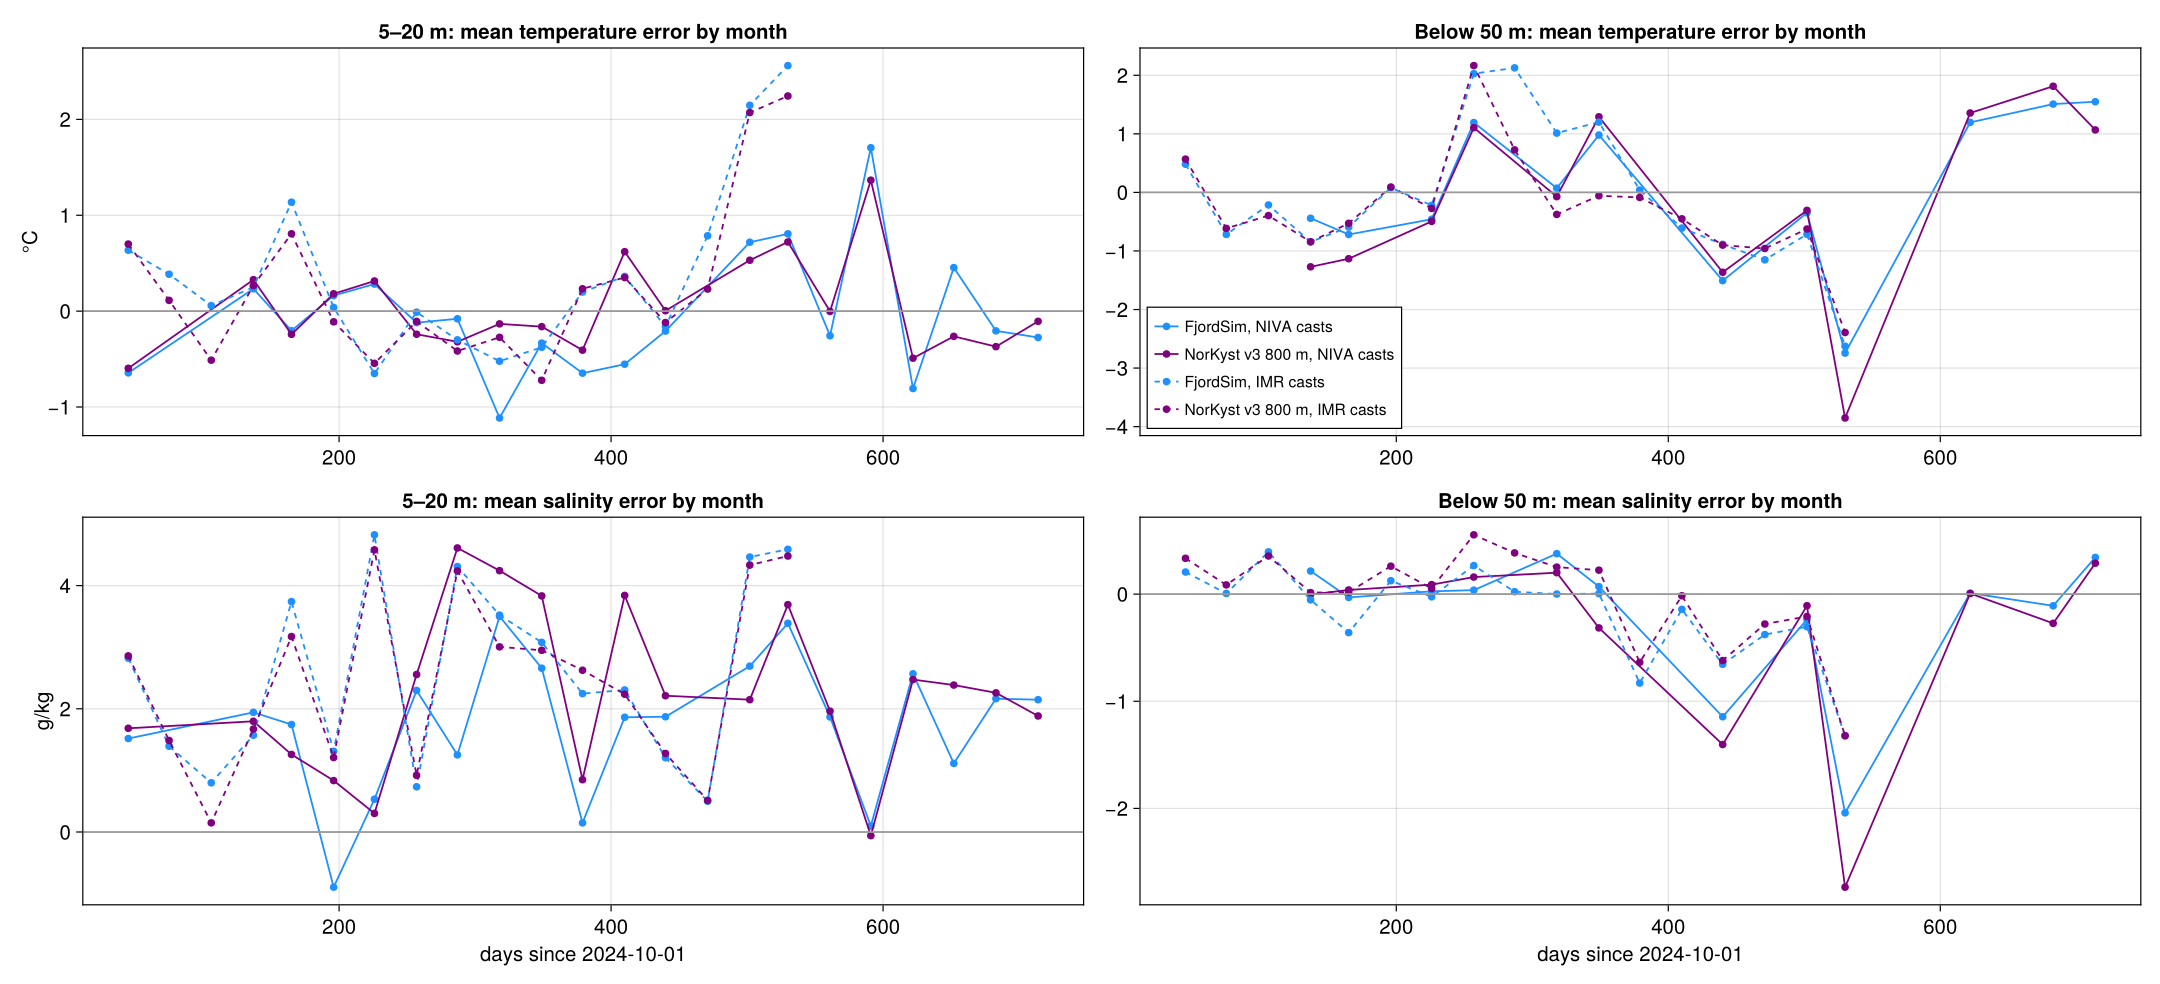 5–20 m: mean temperature error by month
°C
2
1
0
−1
200
400
600
Below 50 m: mean temperature error by month
2
1
0
−1
−2
−3
−4
FjordSim, NIVA casts
NorKyst v3 800 m, NIVA casts
FjordSim, IMR casts
NorKyst v3 800 m, IMR casts
200
400
600
5–20 m: mean salinity error by month
g/kg
4
2
0
200
400
600
days since 2024-10-01
Below 50 m: mean salinity error by month
0
−1
−2
200
400
600
days since 2024-10-01